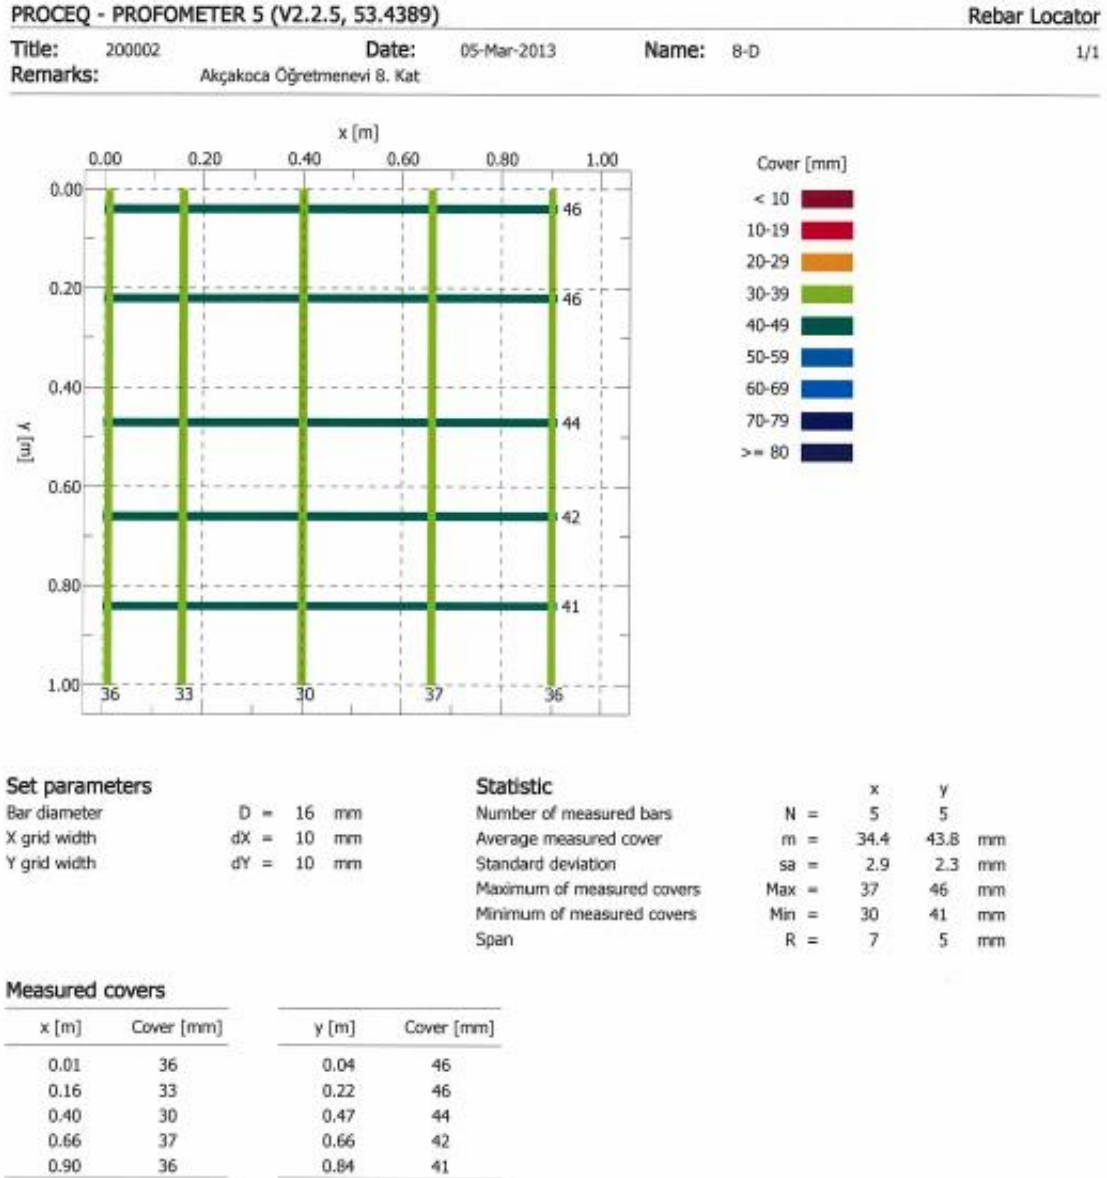 PROCEQ - PROFOMETER 5 (V2.2.5, 53.4389) Rebar Locator
Title: 200002 Date: 05-Mar-2013 Name: 8-D 1/1
Remarks: Akçakoca Öğretmenevi 8. Kat
x [m]
0.00 0.20 0.40 0.60 0.80 1.00
Y [m]
0.00
0.20
0.40
0.60
0.80
1.00
46
46
44
42
41
36 33 30 37 36
Cover [mm]
< 10
10-19
20-29
30-39
40-49
50-59
60-69
70-79
>= 80
Set parameters
Bar diameter D = 16 mm
X grid width dX = 10 mm
Y grid width dY = 10 mm
Statistic x y
Number of measured bars N = 5 5
Average measured cover m = 34.4 43.8 mm
Standard deviation sa = 2.9 2.3 mm
Maximum of measured covers Max = 37 46 mm
Minimum of measured covers Min = 30 41 mm
Span R = 7 5 mm
Measured covers
x [m] Cover [mm] y [m] Cover [mm]
0.01 36 0.04 46
0.16 33 0.22 46
0.40 30 0.47 44
0.66 37 0.66 42
0.90 36 0.84 41